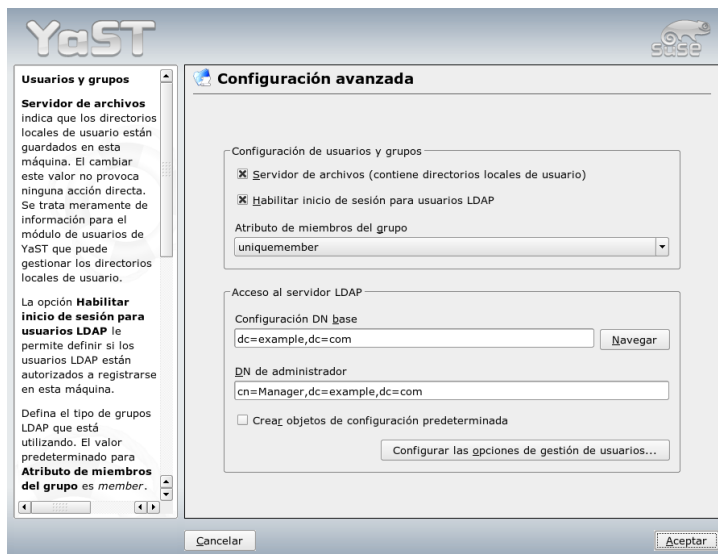 YaST
SUSE
Usuarios y grupos
Servidor de archivos
indica que los directorios
locales de usuario están
guardados en esta
máquina. El cambiar
este valor no provoca
ninguna acción directa.
Se trata meramente de
información para el
módulo de usuarios de
YaST que puede
gestionar los directorios
locales de usuario.
La opción Habilitar
inicio de sesión para
usuarios LDAP le
permite definir si los
usuarios LDAP están
autorizados a registrarse
en esta máquina.
Defina el tipo de grupos
LDAP que está
utilizando. El valor
predeterminado para
Atributo de miembros
del grupo es member.
Configuración avanzada
Configuración de usuarios y grupos
Servidor de archivos (contiene directorios locales de usuario)
Habilitar inicio de sesión para usuarios LDAP
Atributo de miembros del grupo
uniquemember
Acceso al servidor LDAP
Configuración DN base
dc=example,dc=com
Navegar
DN de administrador
cn=Manager,dc=example,dc=com
Crear objetos de configuración predeterminada
Configurar las opciones de gestión de usuarios...
Cancelar
Aceptar